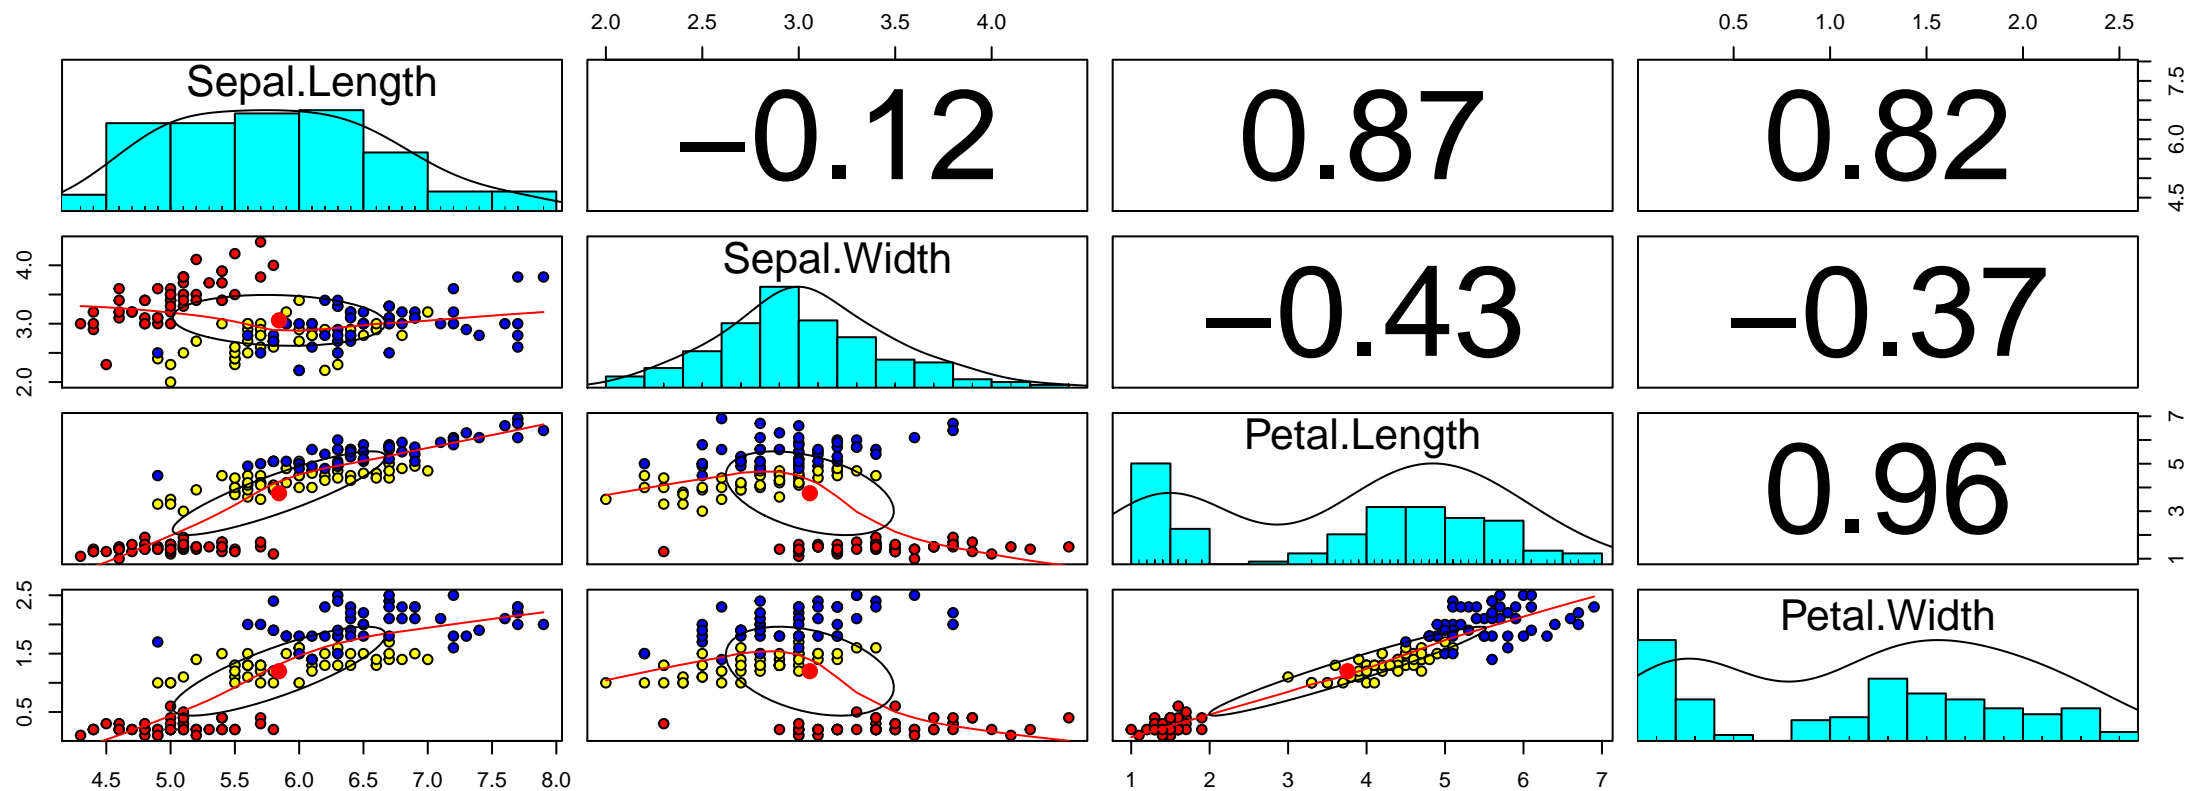 2.0 2.5 3.0 3.5 4.0 0.5 1.0 1.5 2.0 2.5
Sepal.Length −0.12 0.87 0.82 4.5 6.0 7.5
2.0 3.0 4.0 Sepal.Width −0.43 −0.37
Petal.Length 0.96 1 3 5 7
0.5 1.5 2.5 Petal.Width
4.5 5.0 5.5 6.0 6.5 7.0 7.5 8.0 1 2 3 4 5 6 7